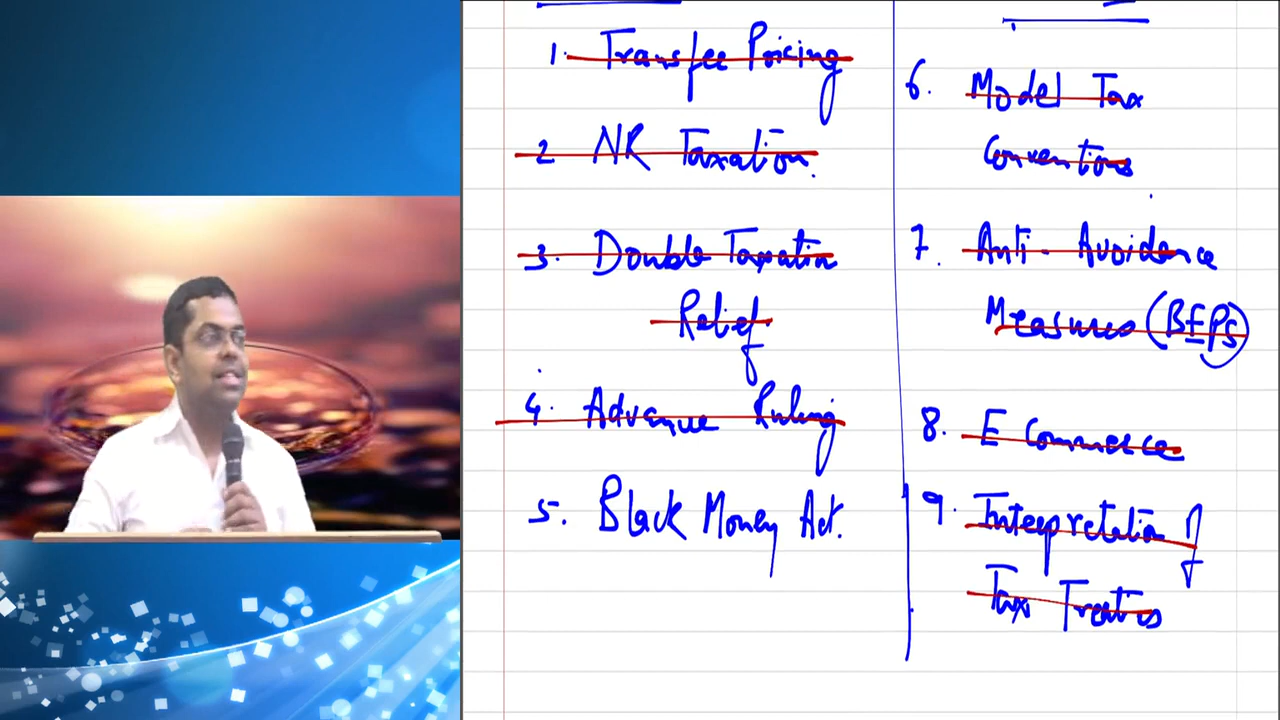 1. Transfer Pricing
2 NR Taxation.
3. Double Taxation
Relief
4. Advance Ruling
5. Black Money Act.
6. Model Tax
Conventions
7. Anti-Avoidance
Measures (BEPS)
8. E Commerce
9. Interpretation of
Tax Treaties